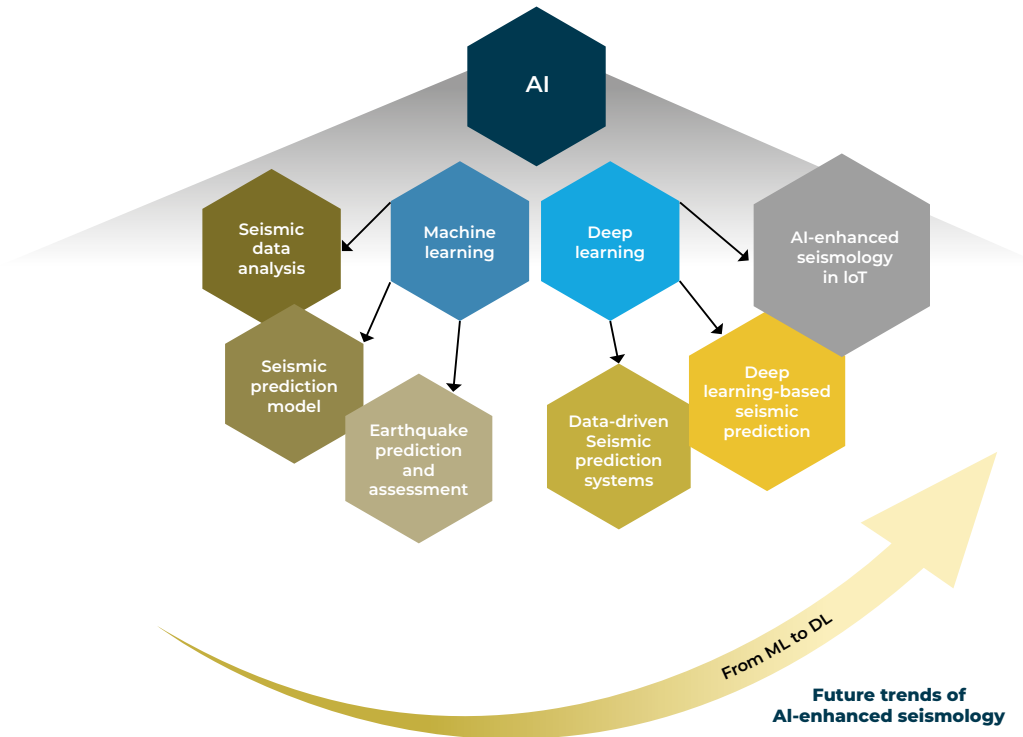 AI
Seismic
data
analysis
Machine
learning
Deep
learning
AI-enhanced
seismology
in IoT
Seismic
prediction
model
Earthquake
prediction
and
assessment
Data-driven
Seismic
prediction
systems
Deep
learning-based
seismic
prediction
From ML to DL
Future trends of
AI-enhanced seismology